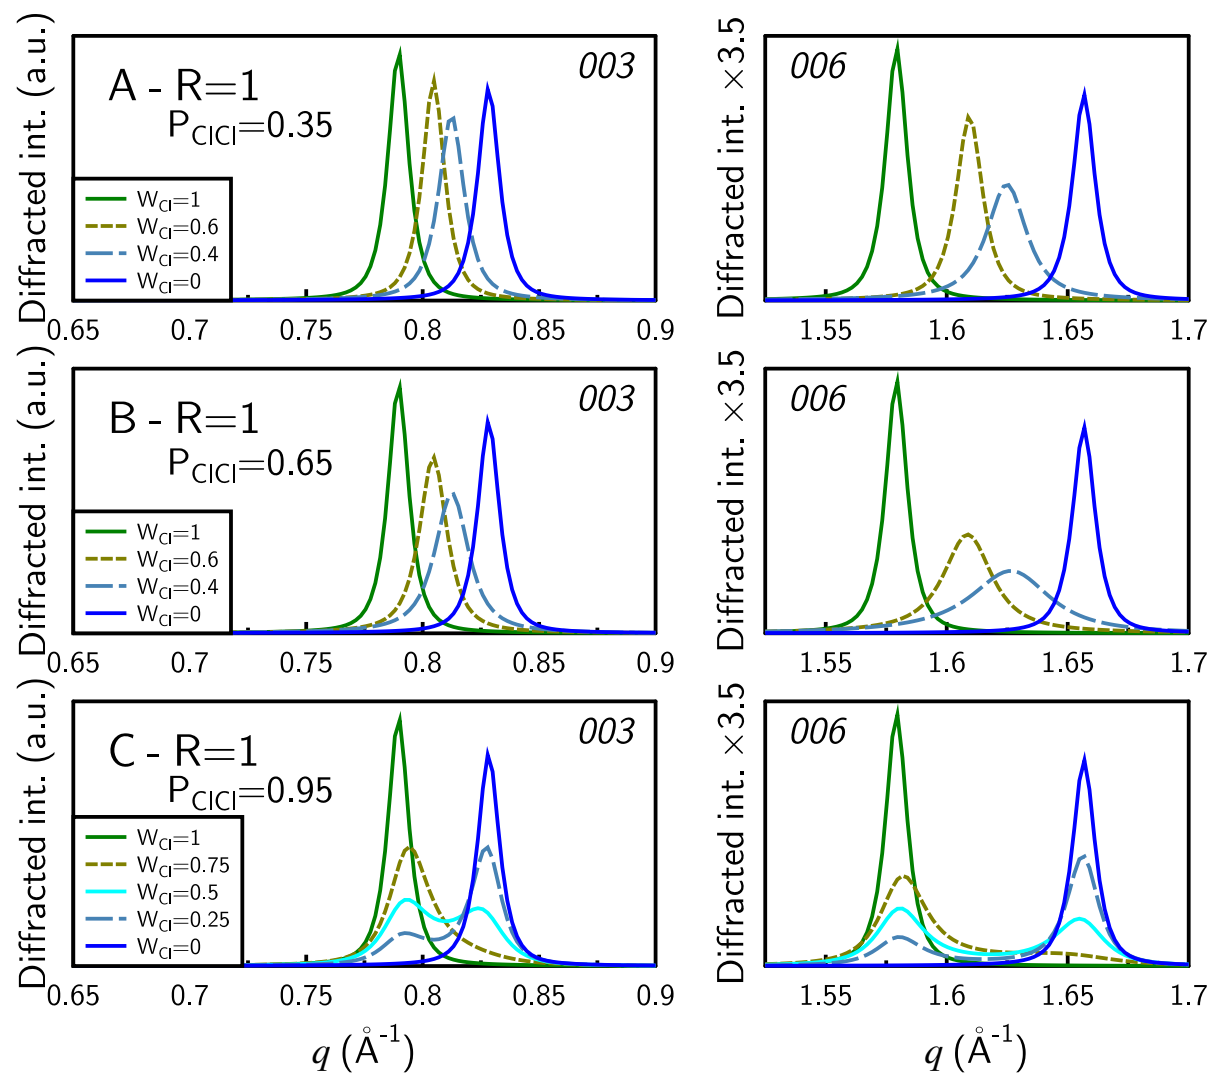 Diffracted int. (a.u.)
A - R=1
P_ClCl=0.35
003
W_Cl=1
W_Cl=0.6
W_Cl=0.4
W_Cl=0
0.65 0.7 0.75 0.8 0.85 0.9
Diffracted int. ×3.5
006
1.55 1.6 1.65 1.7
Diffracted int. (a.u.)
B - R=1
P_ClCl=0.65
003
W_Cl=1
W_Cl=0.6
W_Cl=0.4
W_Cl=0
0.65 0.7 0.75 0.8 0.85 0.9
Diffracted int. ×3.5
006
1.55 1.6 1.65 1.7
Diffracted int. (a.u.)
C - R=1
P_ClCl=0.95
003
W_Cl=1
W_Cl=0.75
W_Cl=0.5
W_Cl=0.25
W_Cl=0
0.65 0.7 0.75 0.8 0.85 0.9
q (Å⁻¹)
Diffracted int. ×3.5
006
1.55 1.6 1.65 1.7
q (Å⁻¹)